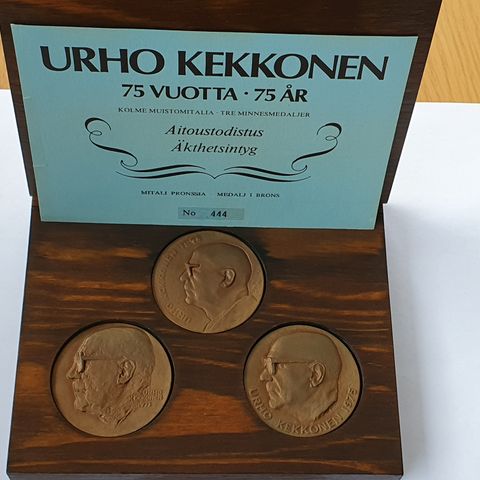 URHO KEKKONEN
75 VUOTTA · 75 ÅR
KOLME MUISTOMITALIA · TRE MINNESMEDALJER
Aitoustodistus
Äkthetsintyg
MITALI PRONSSIA MEDALJ I BRONS
No 444
URHO KEKKONEN 1975